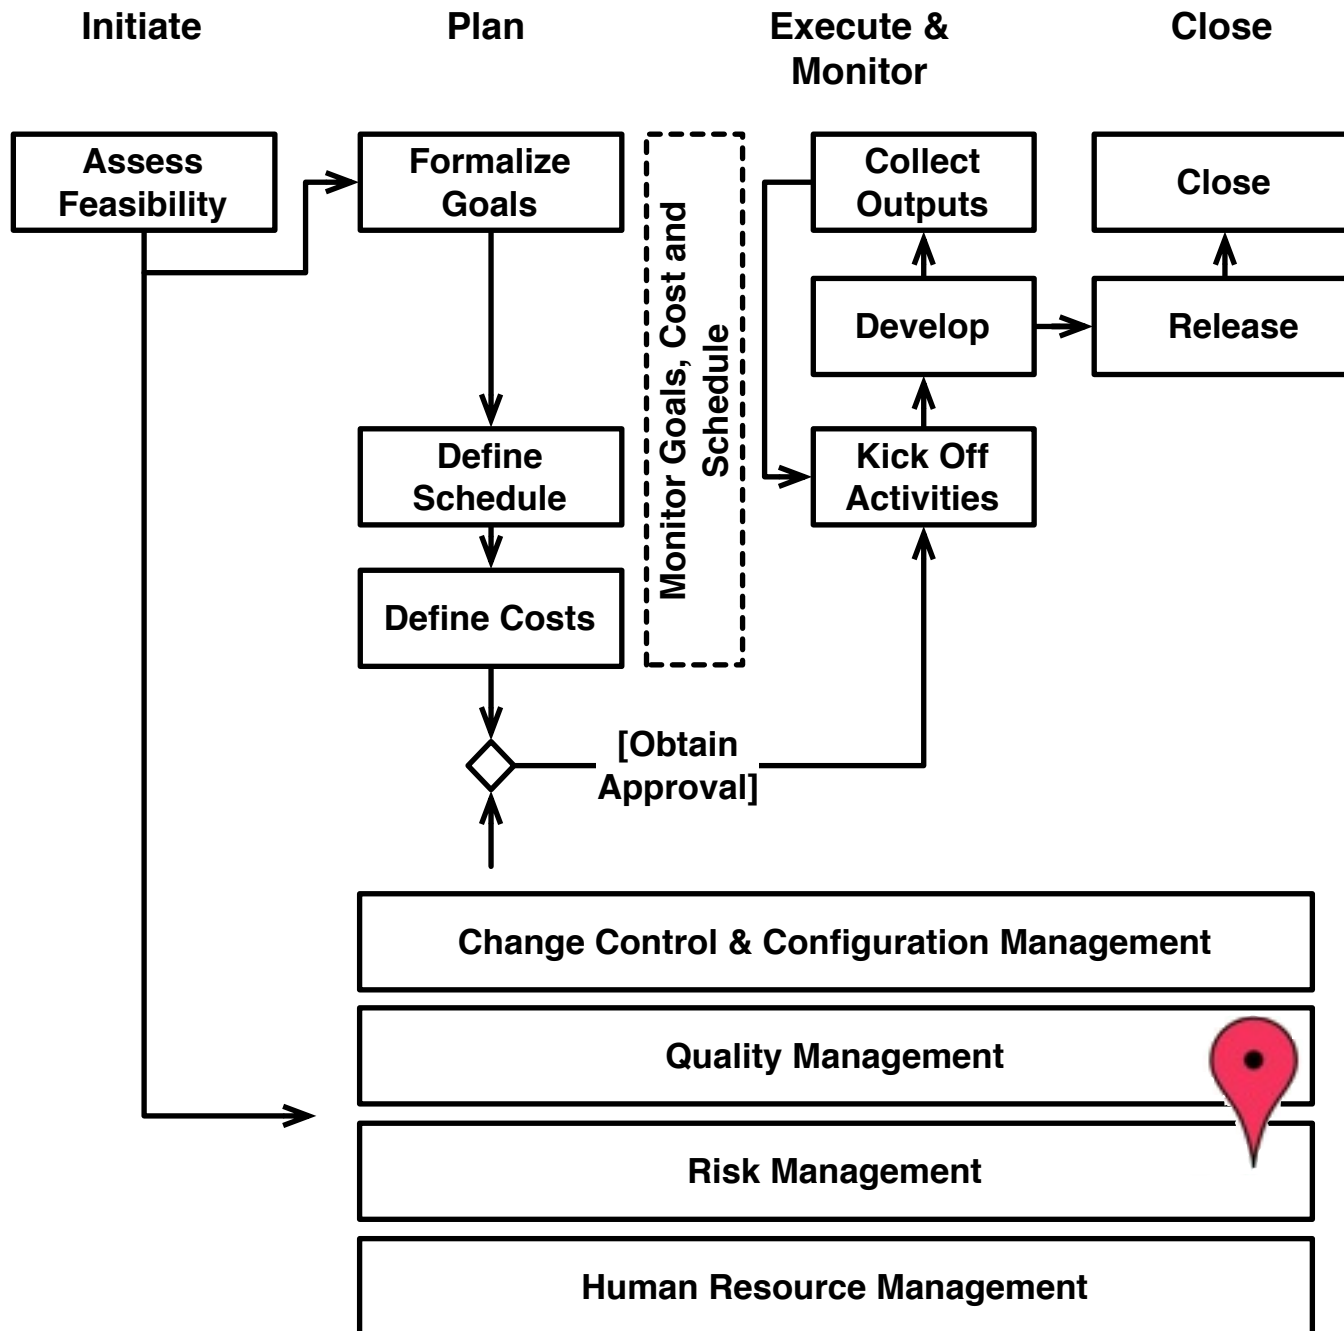 Initiate
Plan
Execute &
Monitor
Close
Assess
Feasibility
Formalize
Goals
Monitor Goals, Cost and
Schedule
Collect
Outputs
Close
Develop
Release
Define
Schedule
Kick Off
Activities
Define Costs
[Obtain
Approval]
Change Control & Configuration Management
Quality Management
Risk Management
Human Resource Management